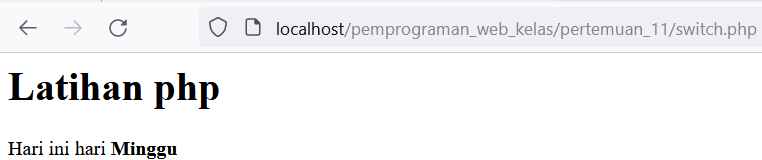 localhost/pemprograman_web_kelas/pertemuan_11/switch.php
Latihan php
Hari ini hari Minggu